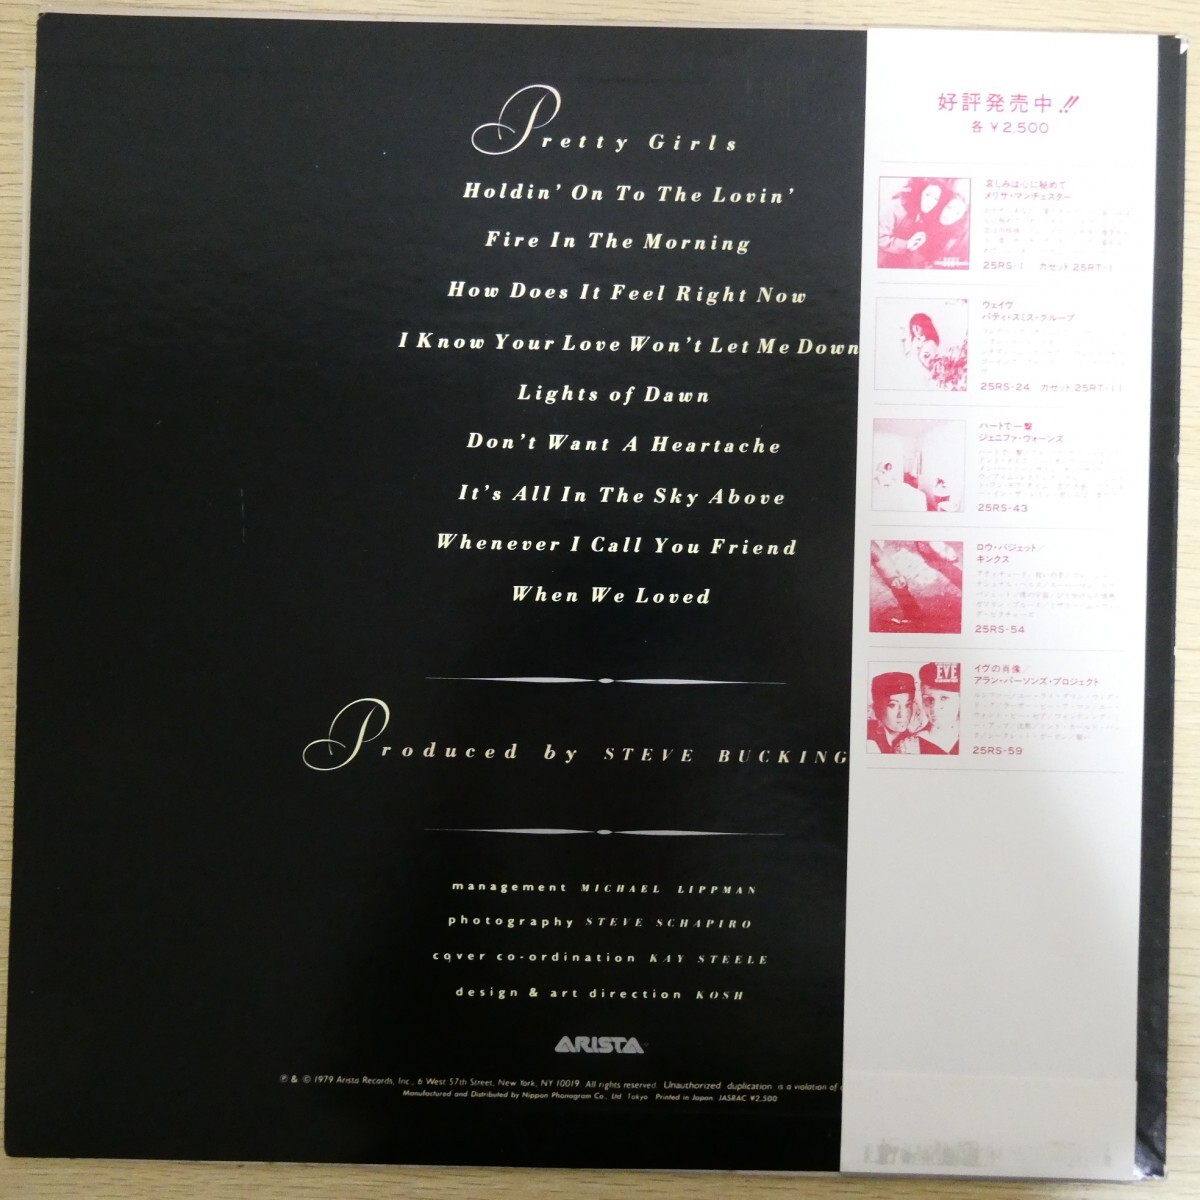 Pretty Girls
Holdin' On To The Lovin'
Fire In The Morning
How Does It Feel Right Now
I Know Your Love Won't Let Me Down
Lights of Dawn
Don't Want A Heartache
It's All In The Sky Above
Whenever I Call You Friend
When We Loved
Produced by STEVE BUCKING
management MICHAEL LIPPMAN
photography STEVE SCHAPIRO
cover co-ordination KAY STEELE
design & art direction KOSH
ARISTA
℗ & © 1979 Arista Records, Inc., 6 West 57th Street, New York, NY 10019 All rights reserved. Unauthorized duplication is a violation of
Manufactured and Distributed by Nippon Phonogram Co., Ltd Tokyo Printed in Japan. JASRAC ¥2,500
好評発売中!!
各¥2,500
哀しみは心に秘めて
メリサ・マンチェスター
25RS-1 カセット25RT-1
ウェイヴ
パティ・スミス・グループ
25RS-24 カセット25RT-11
ハートで一撃
ジェニファ・ウォーンズ
25RS-43
ロウ・バジェット/
キンクス
25RS-54
EVE
イヴの肖像/
アラン・パーソンズ・プロジェクト
25RS-59